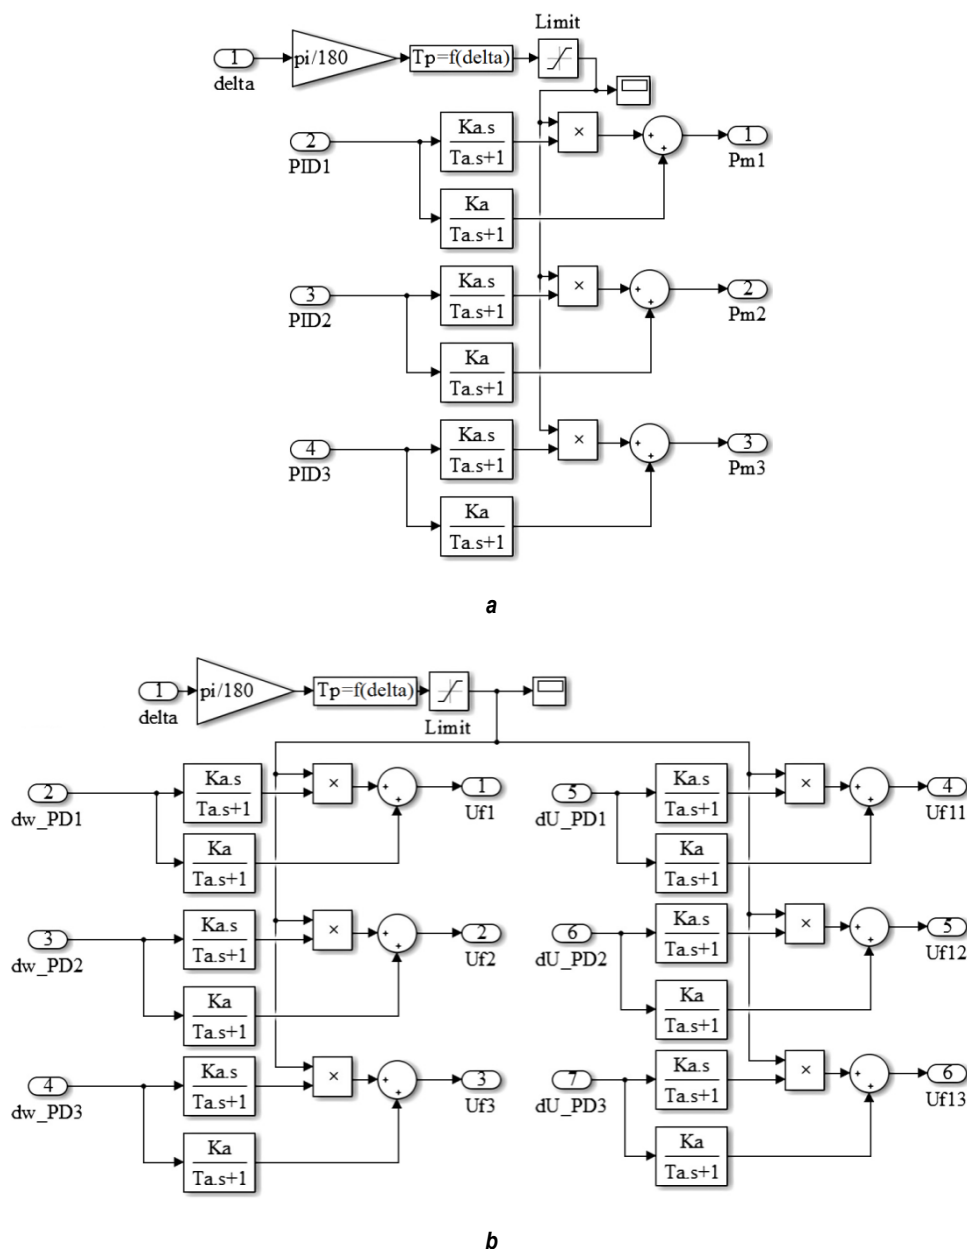 Limit
1
pi/180
Tp=f(delta)
delta
Ka.s
Ta.s+1
2
×
+
+
1
PID1
Pm1
Ka
Ta.s+1
Ka.s
Ta.s+1
3
×
+
+
2
PID2
Pm2
Ka
Ta.s+1
Ka.s
Ta.s+1
4
×
+
+
3
PID3
Pm3
Ka
Ta.s+1
a
1
pi/180
Tp=f(delta)
delta
Limit
2
Ka.s
Ta.s+1
×
+
+
1
dw_PD1
Uf1
Ka
Ta.s+1
5
Ka.s
Ta.s+1
×
+
+
4
dU_PD1
Uf11
Ka
Ta.s+1
3
Ka.s
Ta.s+1
×
+
+
2
dw_PD2
Uf2
Ka
Ta.s+1
6
Ka.s
Ta.s+1
×
+
+
5
dU_PD2
Uf12
Ka
Ta.s+1
4
Ka.s
Ta.s+1
×
+
+
3
dw_PD3
Uf3
Ka
Ta.s+1
7
Ka.s
Ta.s+1
×
+
+
6
dU_PD3
Uf13
Ka
Ta.s+1
b